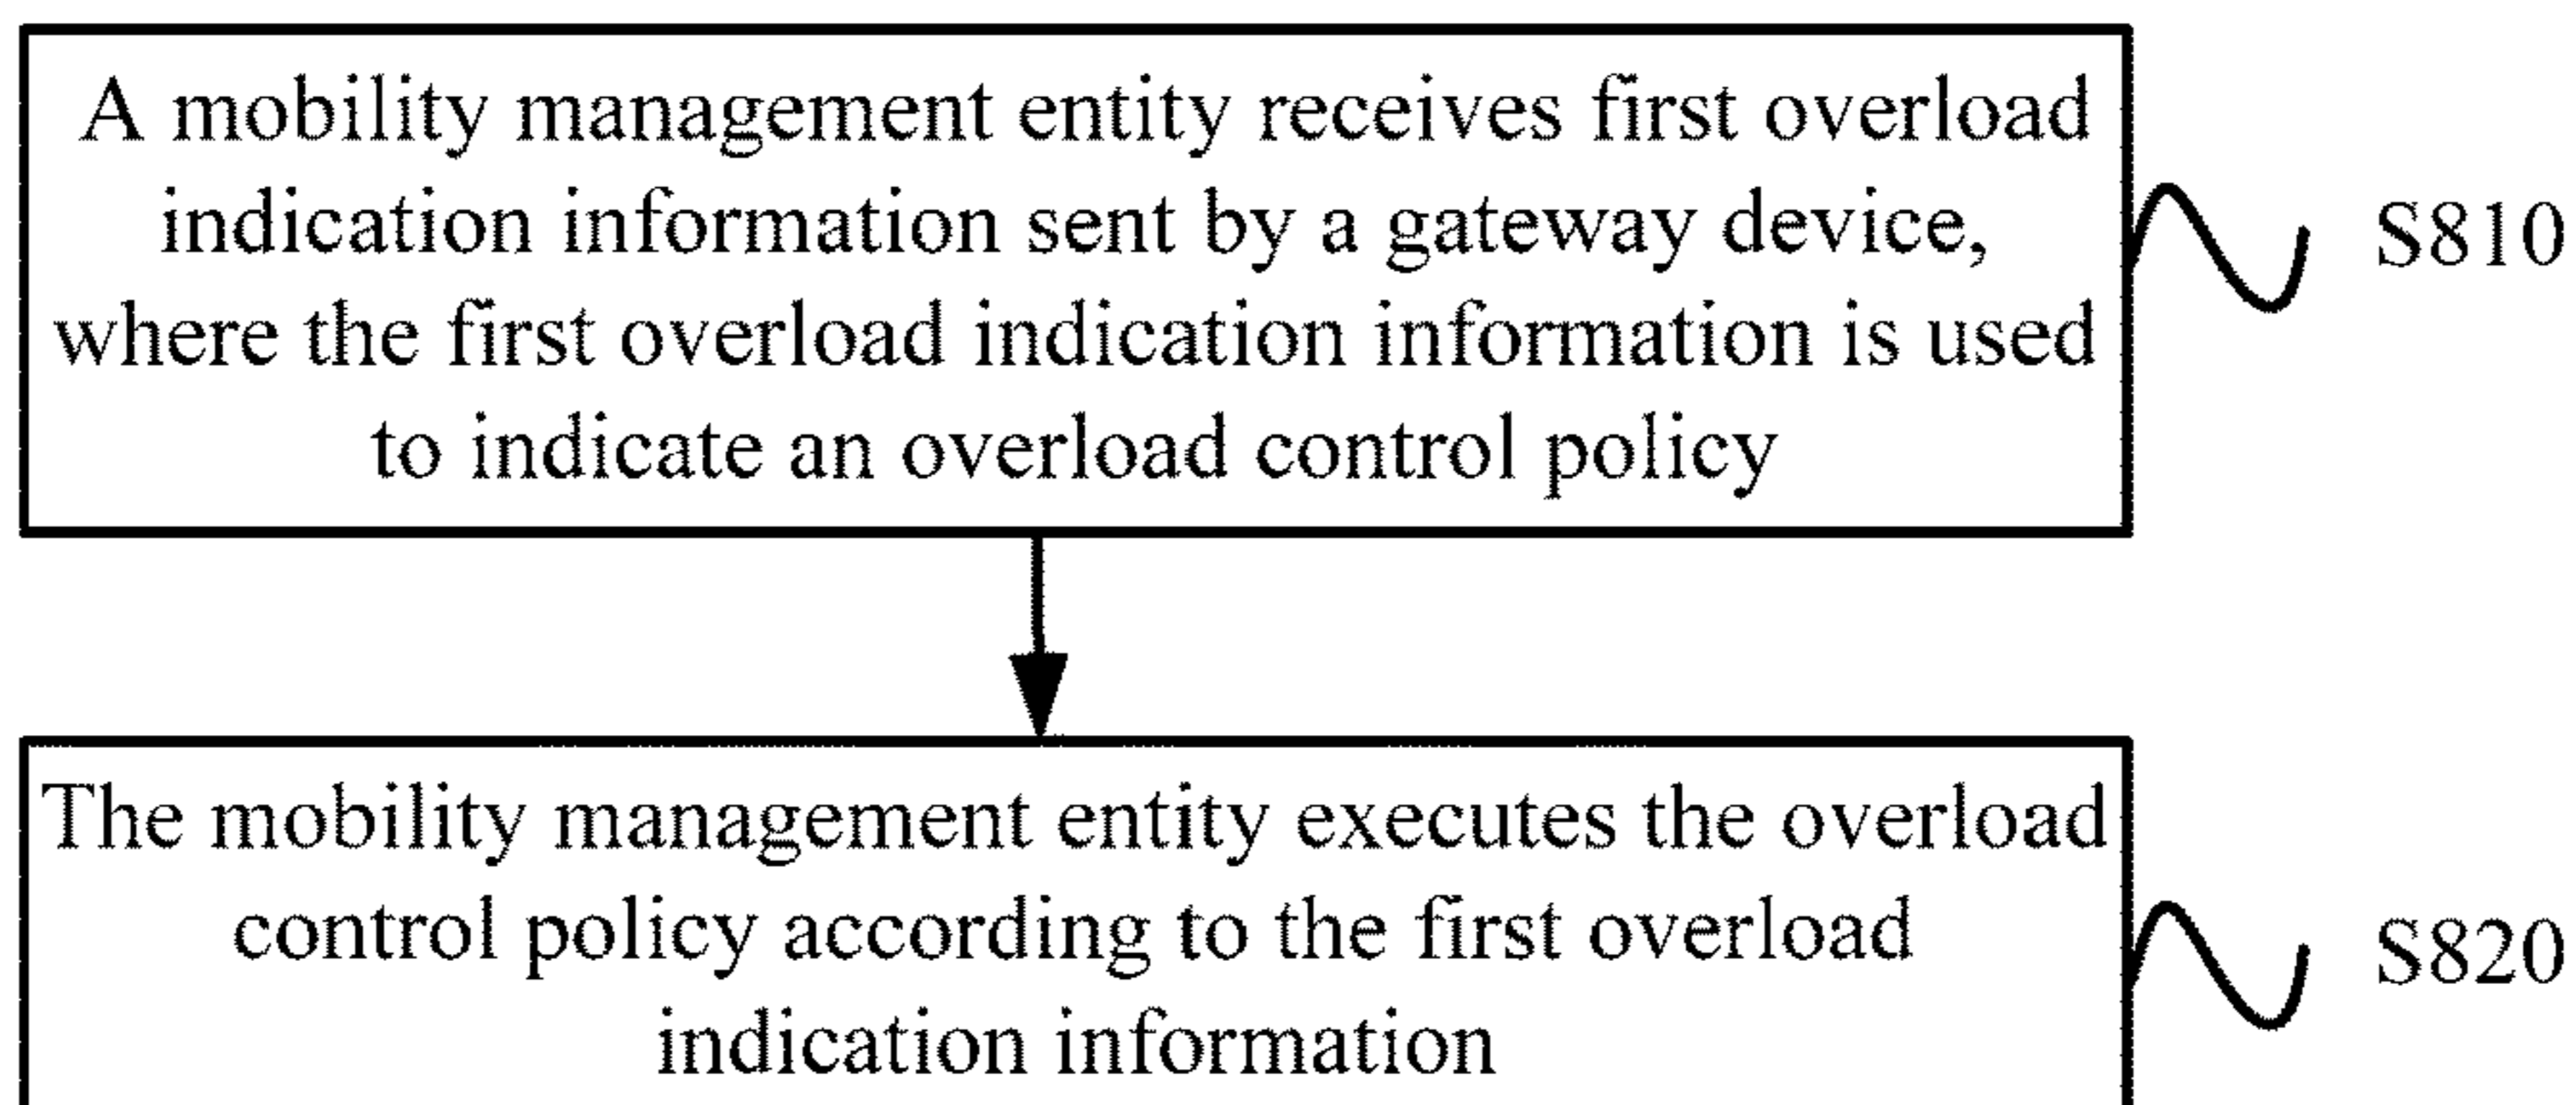 A mobility management entity receives first overload
indication information sent by a gateway device,
where the first overload indication information is used
to indicate an overload control policy
S810
The mobility management entity executes the overload
control policy according to the first overload
indication information
S820